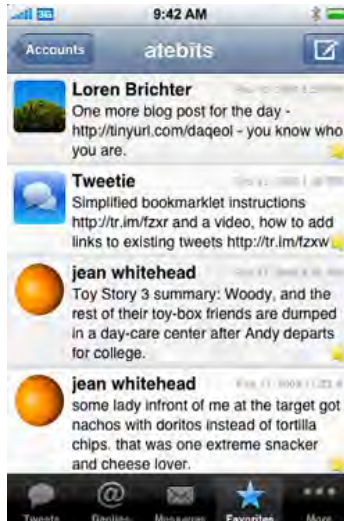 3G 9:42 AM
Accounts atebits
Loren Brichter
One more blog post for the day -
http://tinyurl.com/daqeol - you know who
you are.
Tweetie
Simplified bookmarklet instructions
http://tr.im/fzxr and a video, how to add
links to existing tweets http://tr.im/fzxw
jean whitehead
Toy Story 3 summary: Woody, and the
rest of their toy-box friends are dumped
in a day-care center after Andy departs
for college.
jean whitehead
some lady infront of me at the target got
nachos with doritos instead of tortilla
chips. that was one extreme snacker
and cheese lover.
Tweets Replies Messages Favorites More